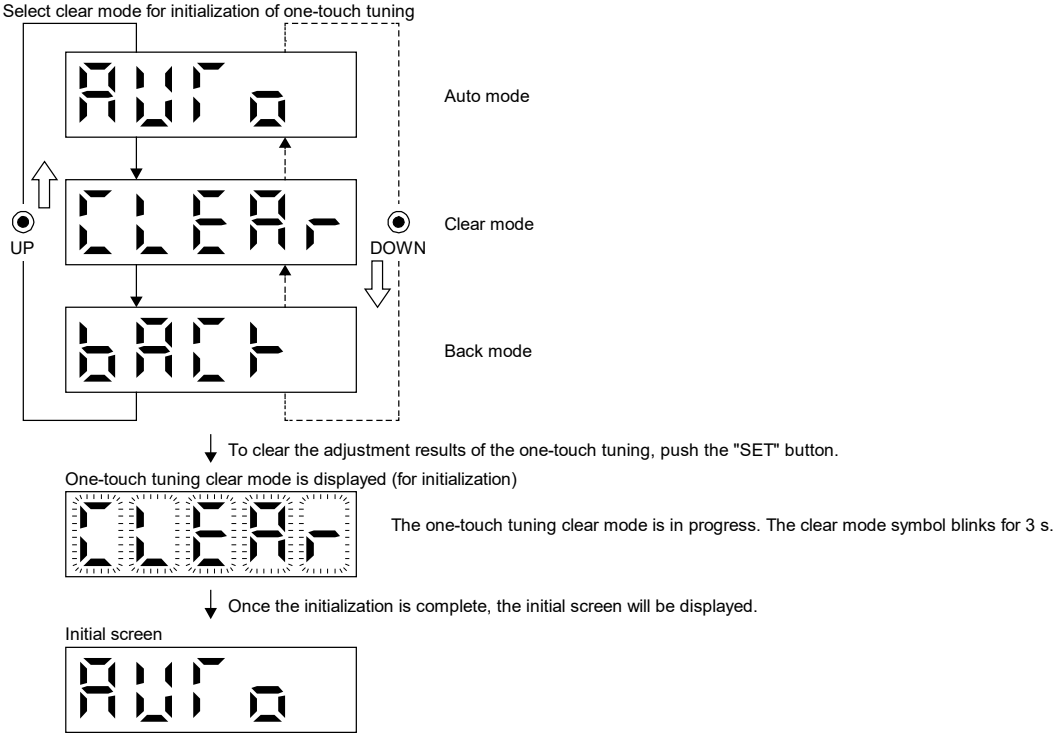 Select clear mode for initialization of one-touch tuning
AUTo
Auto mode
UP
CLEAr
DOWN
Clear mode
bACk
Back mode
To clear the adjustment results of the one-touch tuning, push the "SET" button.
One-touch tuning clear mode is displayed (for initialization)
CLEAr
The one-touch tuning clear mode is in progress. The clear mode symbol blinks for 3 s.
Once the initialization is complete, the initial screen will be displayed.
Initial screen
AUTo